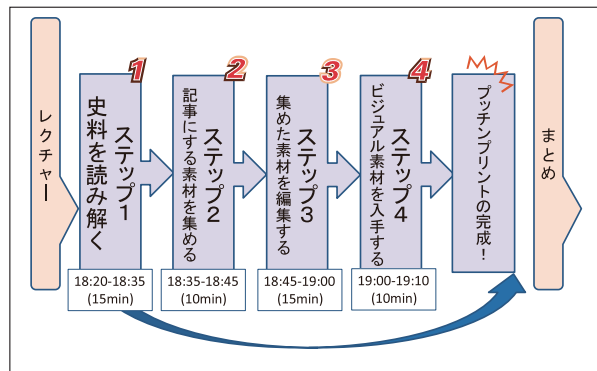 レクチャー
1
ステップ1
史料を読み解く
18:20-18:35
(15min)
2
ステップ2
記事にする素材を集める
18:35-18:45
(10min)
3
ステップ3
集めた素材を編集する
18:45-19:00
(15min)
4
ステップ4
ビジュアル素材を入手する
19:00-19:10
(10min)
プッチンプリントの完成！
まとめ